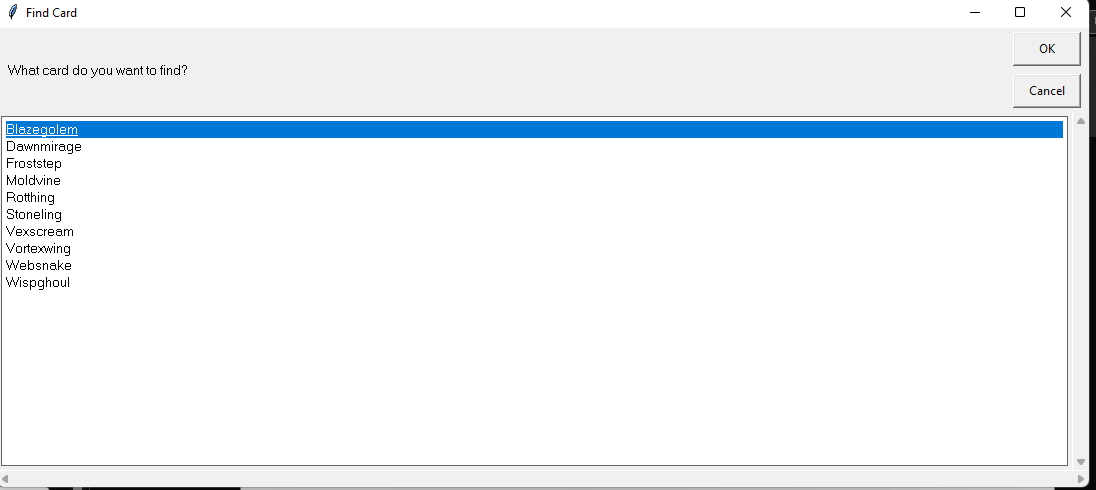 Find Card
What card do you want to find?
OK
Cancel
Blazegolem
Dawnmirage
Froststep
Moldvine
Rotthing
Stoneling
Vexscream
Vortexwing
Websnake
Wispghoul